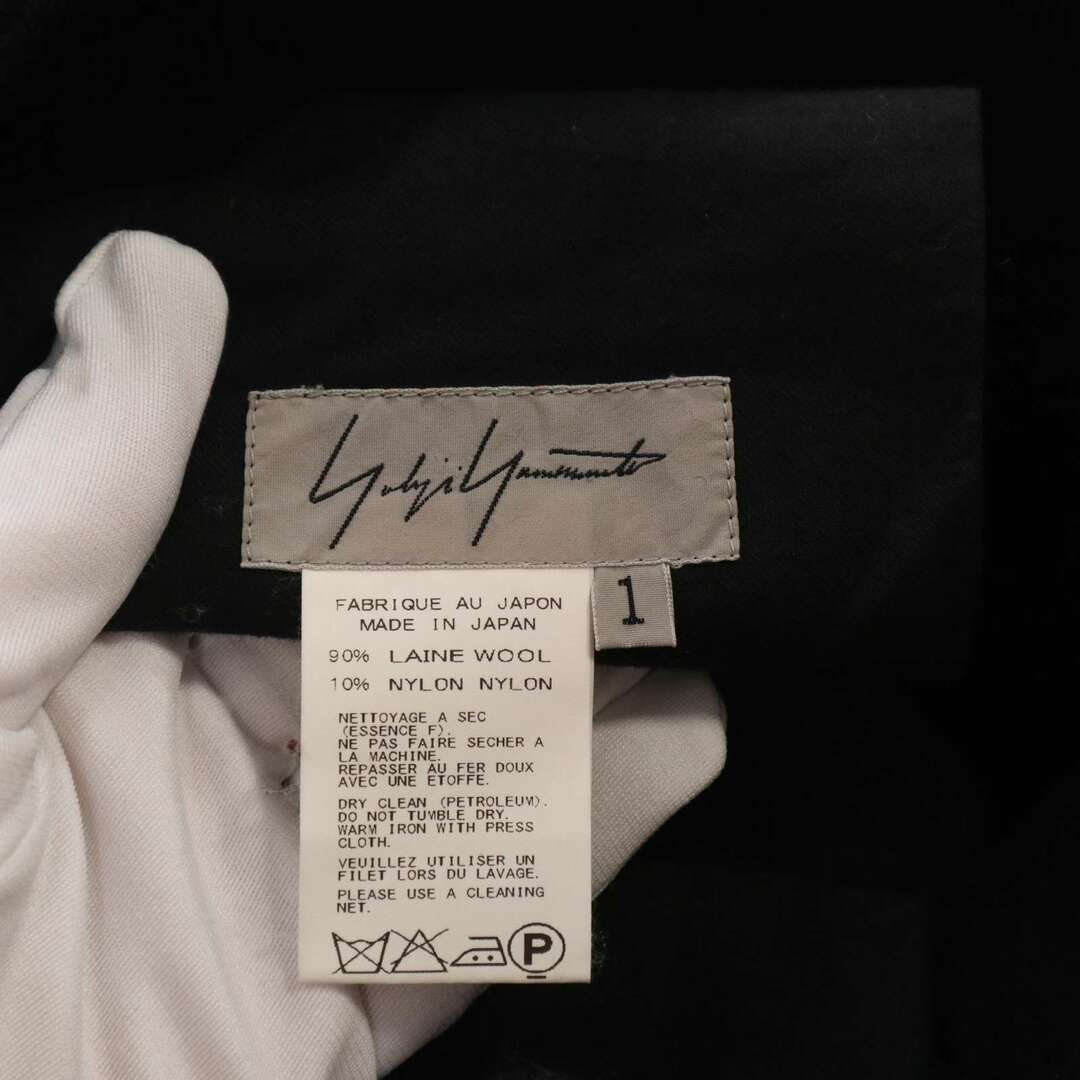 Yohji Yamamoto
1
FABRIQUE AU JAPON
MADE IN JAPAN
90% LAINE WOOL
10% NYLON NYLON
NETTOYAGE A SEC
(ESSENCE F).
NE PAS FAIRE SECHER A
LA MACHINE.
REPASSER AU FER DOUX
AVEC UNE ETOFFE.
DRY CLEAN (PETROLEUM).
DO NOT TUMBLE DRY.
WARM IRON WITH PRESS
CLOTH.
VEUILLEZ UTILISER UN
FILET LORS DU LAVAGE.
PLEASE USE A CLEANING
NET.
P